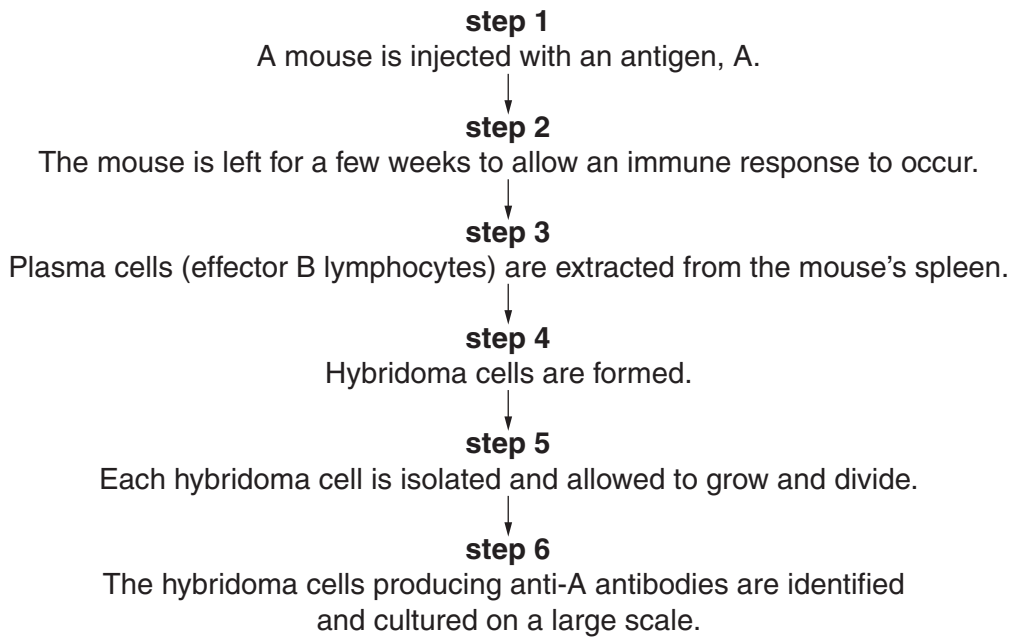 step 1
A mouse is injected with an antigen, A.
step 2
The mouse is left for a few weeks to allow an immune response to occur.
step 3
Plasma cells (effector B lymphocytes) are extracted from the mouse’s spleen.
step 4
Hybridoma cells are formed.
step 5
Each hybridoma cell is isolated and allowed to grow and divide.
step 6
The hybridoma cells producing anti-A antibodies are identified
and cultured on a large scale.